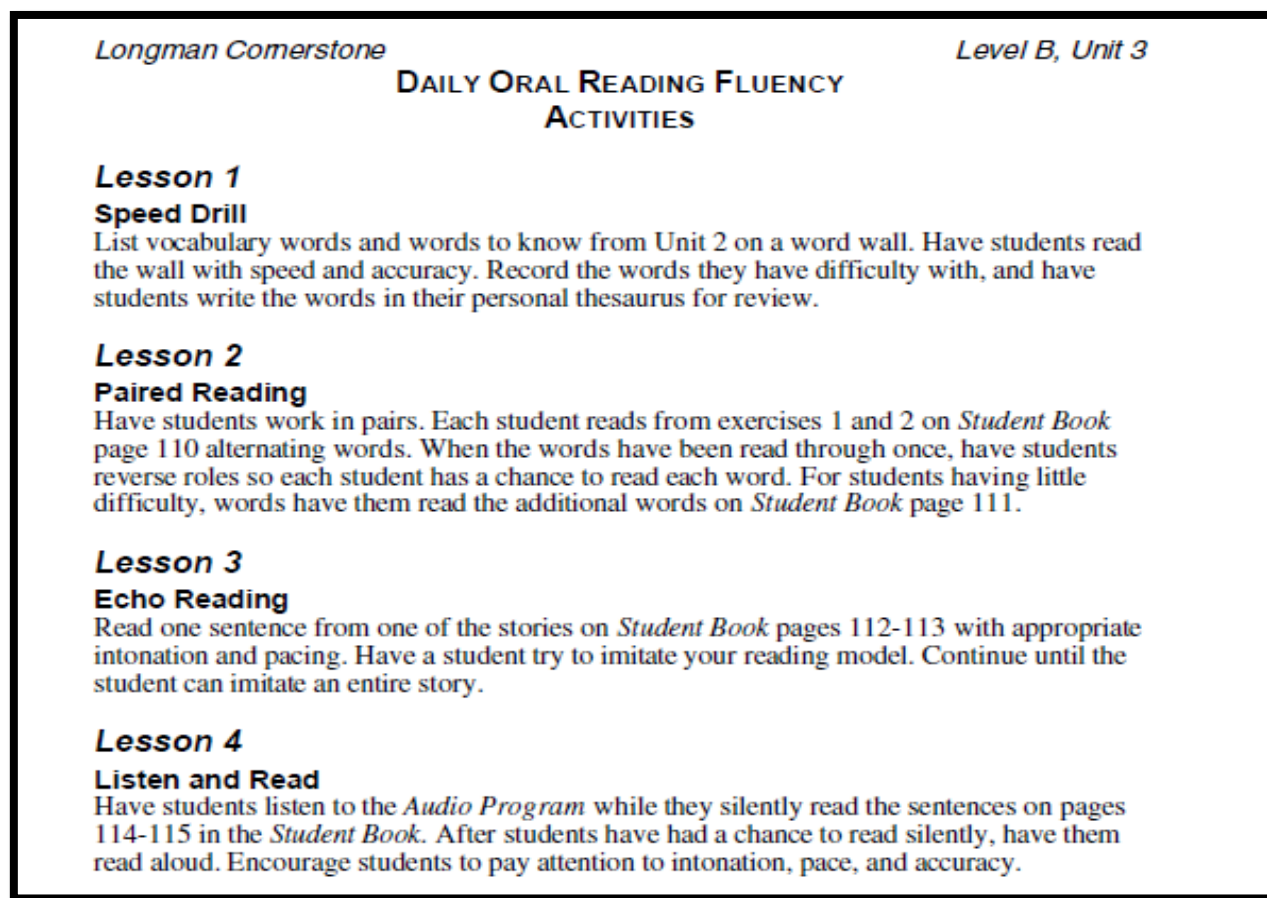 Longman Cornerstone Level B, Unit 3
DAILY ORAL READING FLUENCY
ACTIVITIES
Lesson 1
Speed Drill
List vocabulary words and words to know from Unit 2 on a word wall. Have students read
the wall with speed and accuracy. Record the words they have difficulty with, and have
students write the words in their personal thesaurus for review.
Lesson 2
Paired Reading
Have students work in pairs. Each student reads from exercises 1 and 2 on Student Book
page 110 alternating words. When the words have been read through once, have students
reverse roles so each student has a chance to read each word. For students having little
difficulty, words have them read the additional words on Student Book page 111.
Lesson 3
Echo Reading
Read one sentence from one of the stories on Student Book pages 112-113 with appropriate
intonation and pacing. Have a student try to imitate your reading model. Continue until the
student can imitate an entire story.
Lesson 4
Listen and Read
Have students listen to the Audio Program while they silently read the sentences on pages
114-115 in the Student Book. After students have had a chance to read silently, have them
read aloud. Encourage students to pay attention to intonation, pace, and accuracy.